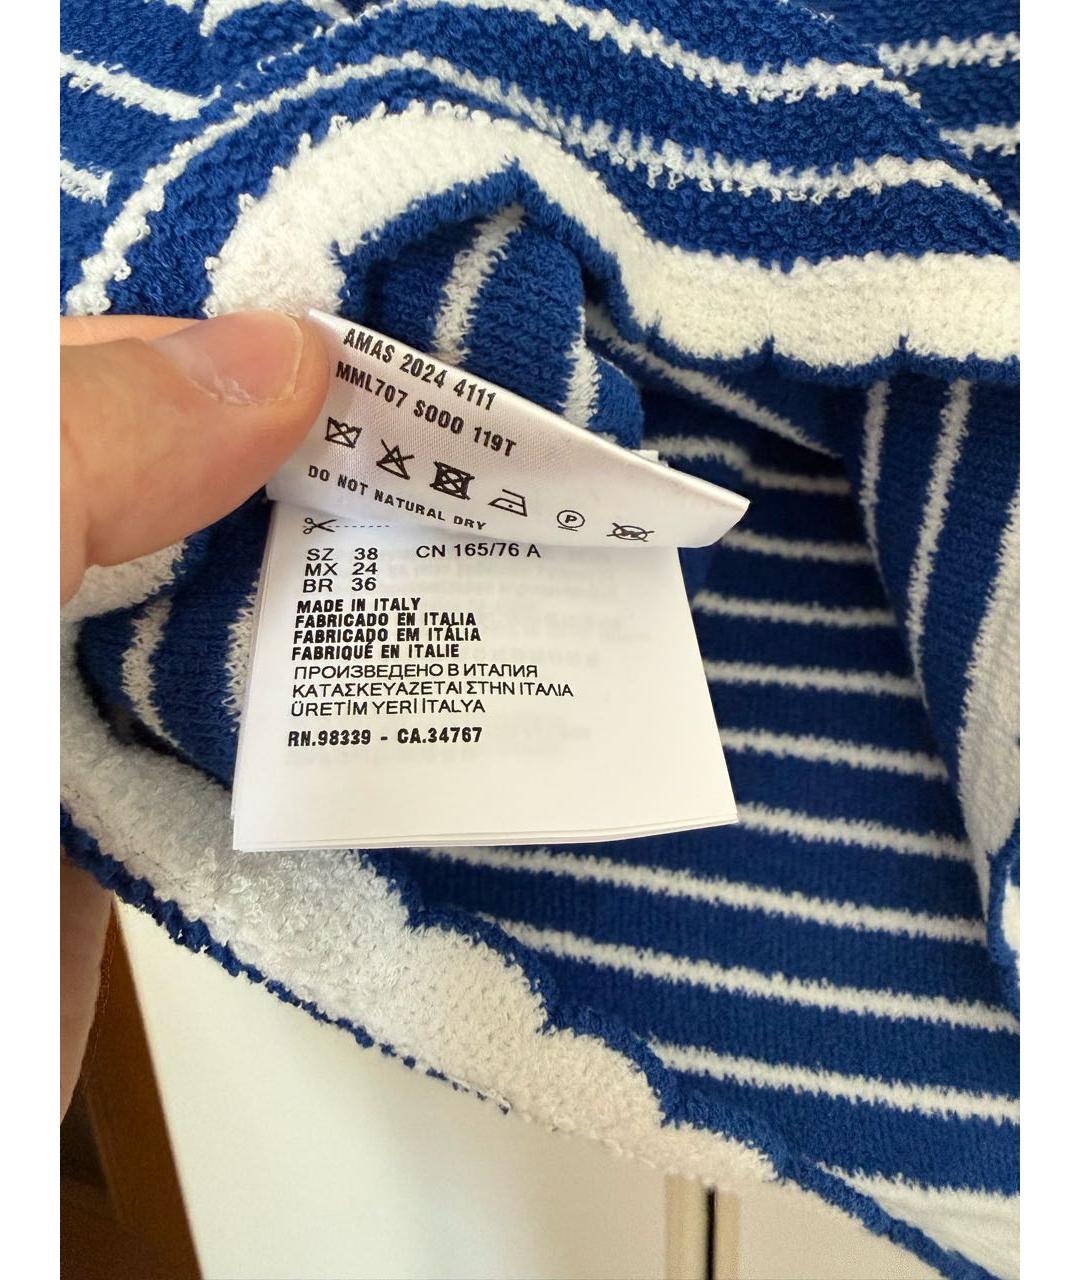 AMAS 2024 4111
MML707 S000 119T
P
DO NOT NATURAL DRY
SZ 38 CN 165/76 A
MX 24
BR 36
MADE IN ITALY
FABRICADO EN ITALIA
FABRICADO EM ITÁLIA
FABRIQUÉ EN ITALIE
ПРОИЗВЕДЕНО В ИТАЛИЯ
ΚΑΤΑΣΚΕΥΑΖΕΤΑΙ ΣΤΗΝ ΙΤΑΛΙΑ
ÜRETİM YERİ İTALYA
RN.98339 - CA.34767